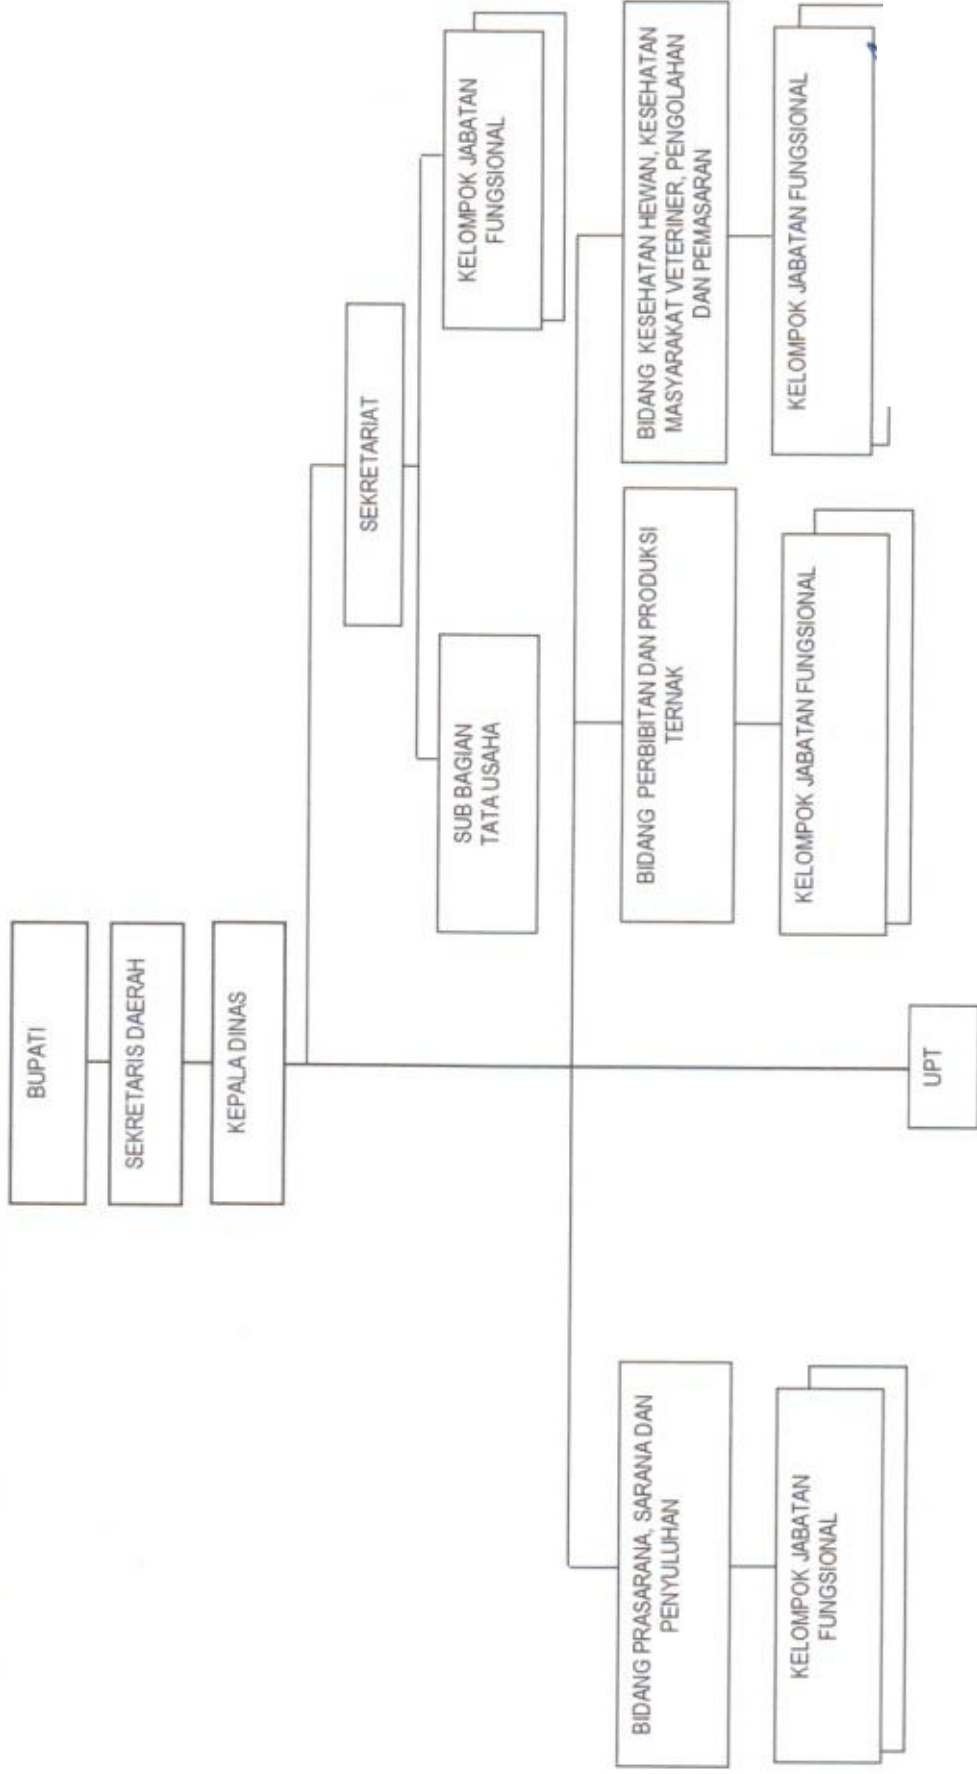 BUPATI
SEKRETARIS DAERAH
KEPALA DINAS
SEKRETARIAT
SUB BAGIAN
TATA USAHA
KELOMPOK JABATAN
FUNGSIONAL
BIDANG PRASARANA, SARANA DAN
PENYULUHAN
BIDANG PERBIBITAN DAN PRODUKSI
TERNAK
BIDANG KESEHATAN HEWAN, KESEHATAN
MASYARAKAT VETERINER, PENGOLAHAN
DAN PEMASARAN
KELOMPOK JABATAN
FUNGSIONAL
KELOMPOK JABATAN FUNGSIONAL
KELOMPOK JABATAN FUNGSIONAL
UPT